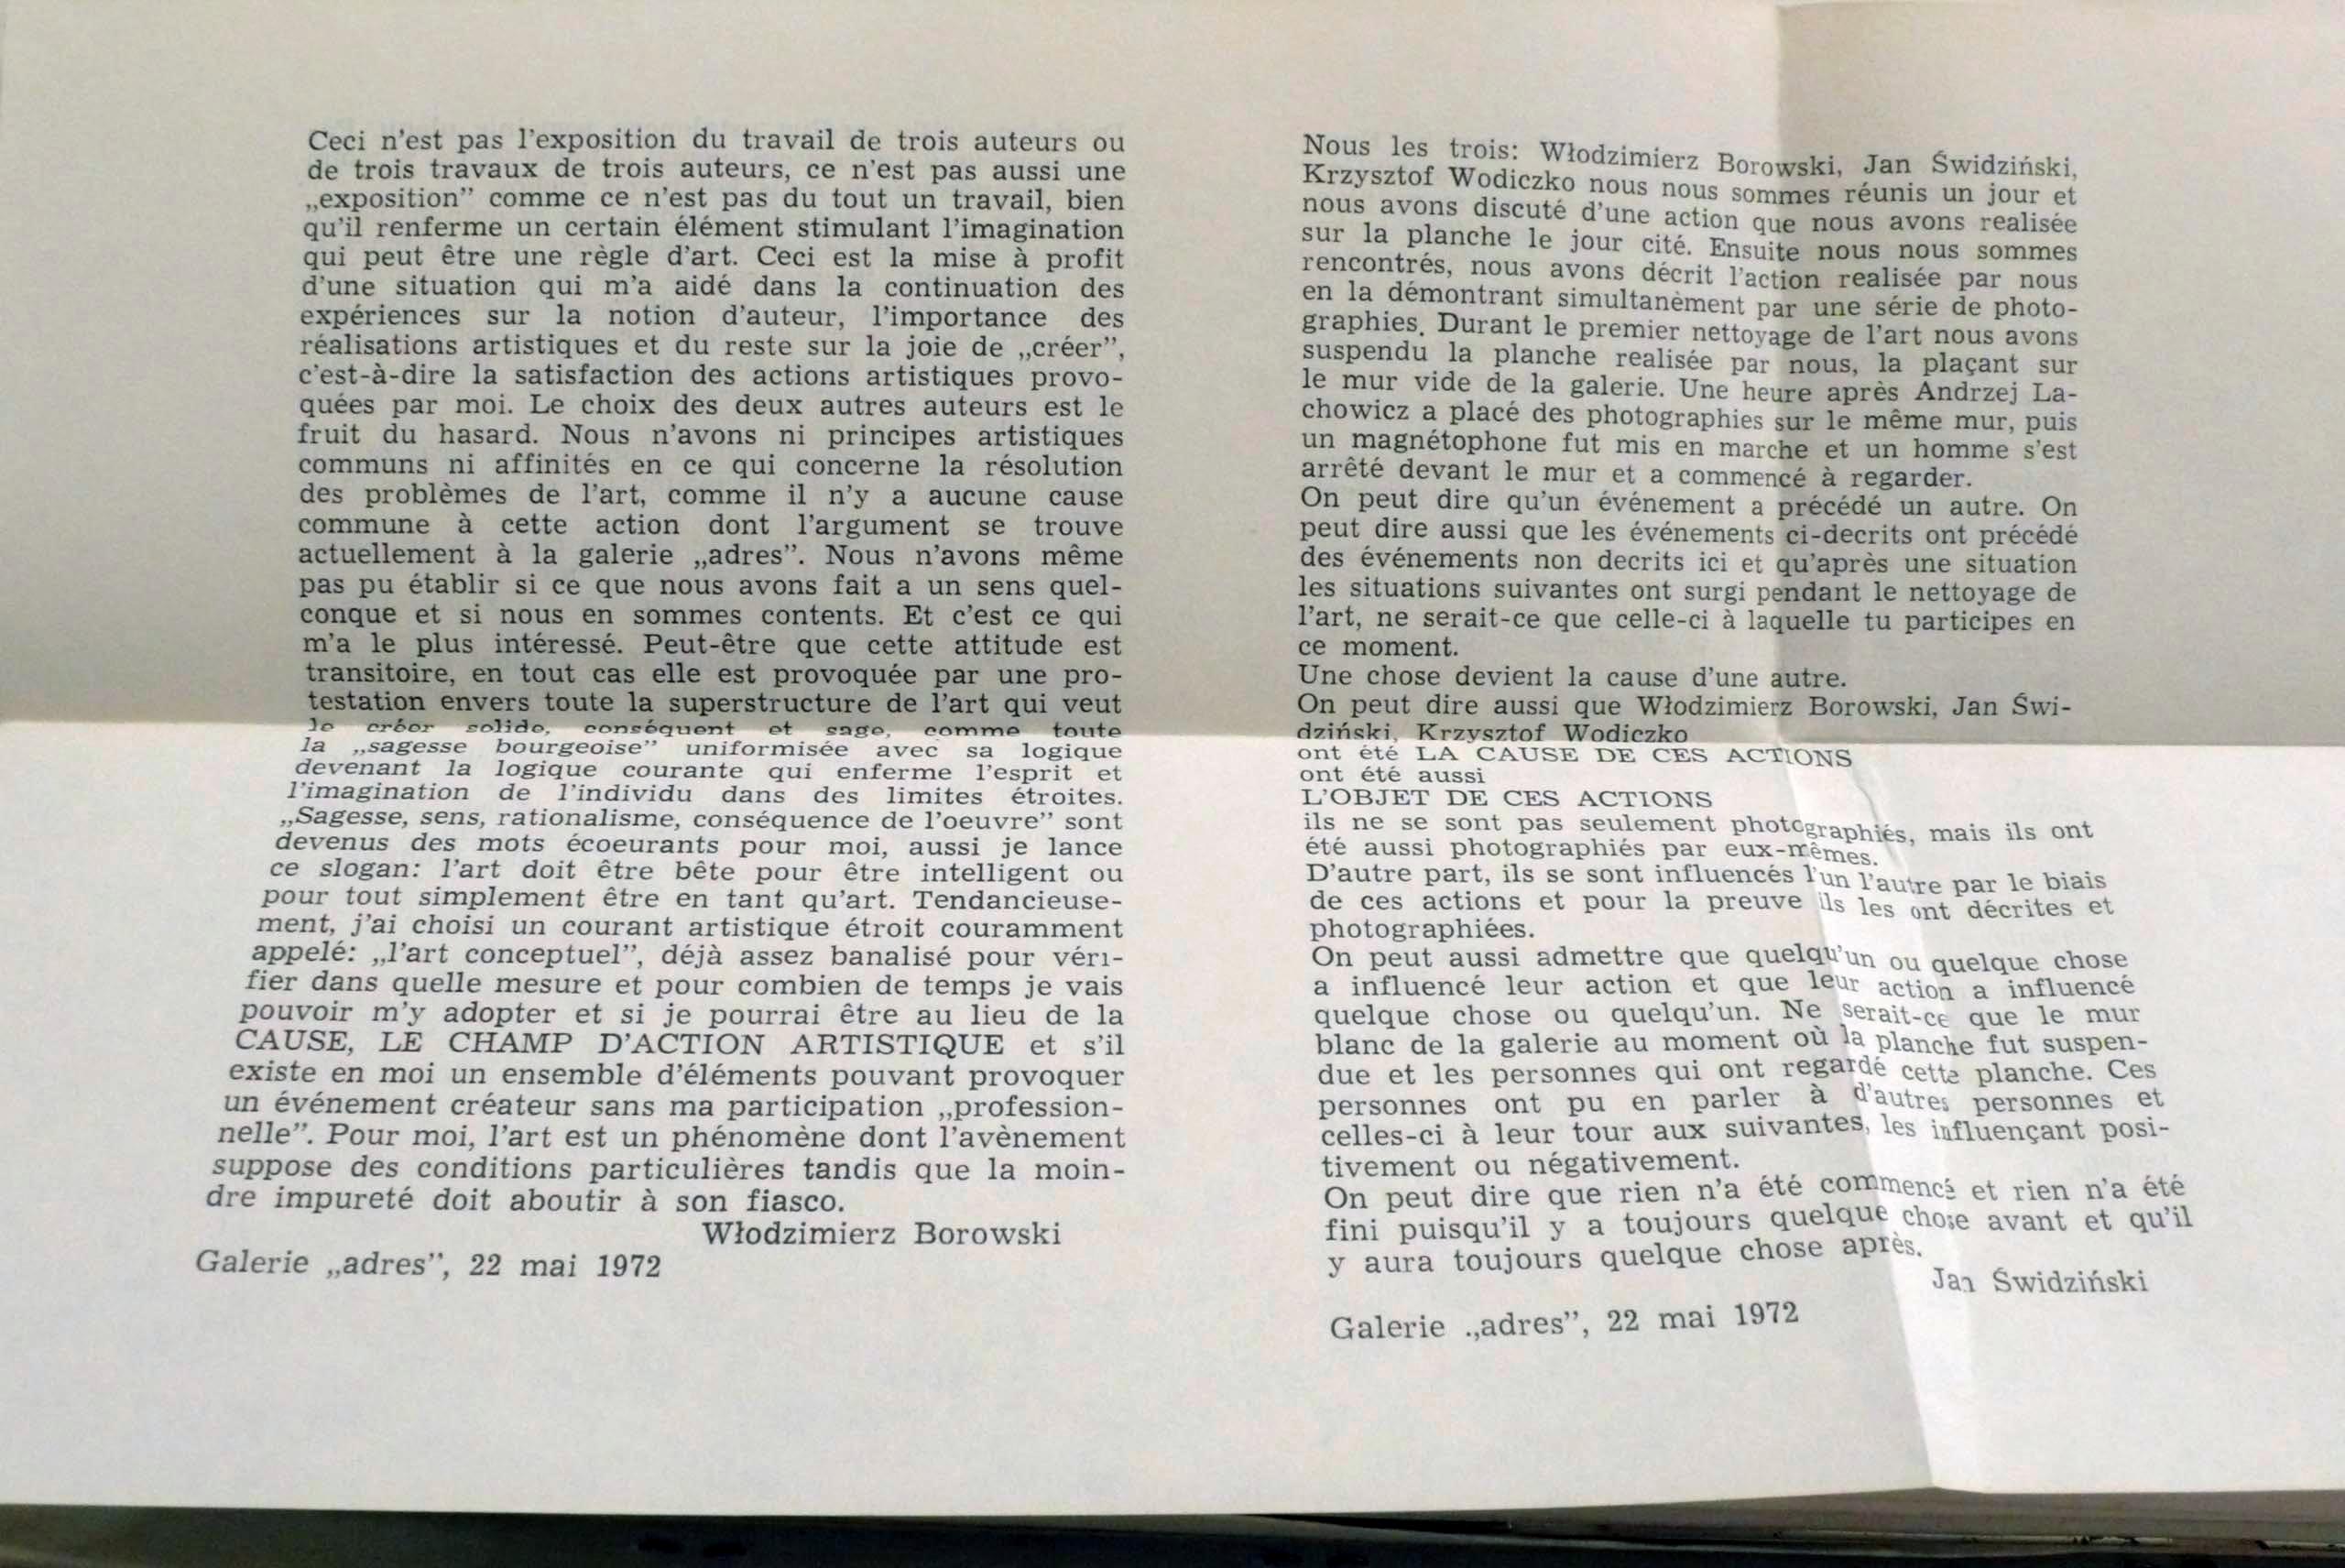 Ceci n'est pas l'exposition du travail de trois auteurs ou
de trois travaux de trois auteurs, ce n'est pas aussi une
„exposition” comme ce n'est pas du tout un travail, bien
qu'il renferme un certain élément stimulant l'imagination
qui peut être une règle d'art. Ceci est la mise à profit
d'une situation qui m'a aidé dans la continuation des
expériences sur la notion d'auteur, l'importance des
réalisations artistiques et du reste sur la joie de „créer”,
c'est-à-dire la satisfaction des actions artistiques provo-
quées par moi. Le choix des deux autres auteurs est le
fruit du hasard. Nous n'avons ni principes artistiques
communs ni affinités en ce qui concerne la résolution
des problèmes de l'art, comme il n'y a aucune cause
commune à cette action dont l'argument se trouve
actuellement à la galerie „adres”. Nous n'avons même
pas pu établir si ce que nous avons fait a un sens quel-
conque et si nous en sommes contents. Et c'est ce qui
m'a le plus intéressé. Peut-être que cette attitude est
transitoire, en tout cas elle est provoquée par une pro-
testation envers toute la superstructure de l'art qui veut
le créer solide, conséquent et sage, comme toute
la „sagesse bourgeoise” uniformisée avec sa logique
devenant la logique courante qui enferme l'esprit et
l'imagination de l'individu dans des limites étroites.
„Sagesse, sens, rationalisme, conséquence de l'oeuvre” sont
devenus des mots écoeurants pour moi, aussi je lance
ce slogan: l'art doit être bête pour être intelligent ou
pour tout simplement être en tant qu'art. Tendancieuse-
ment, j'ai choisi un courant artistique étroit couramment
appelé: „l'art conceptuel”, déjà assez banalisé pour véri-
fier dans quelle mesure et pour combien de temps je vais
pouvoir m'y adopter et si je pourrai être au lieu de la
CAUSE, LE CHAMP D'ACTION ARTISTIQUE et s'il
existe en moi un ensemble d'éléments pouvant provoquer
un événement créateur sans ma participation „profession-
nelle”. Pour moi, l'art est un phénomène dont l'avènement
suppose des conditions particulières tandis que la moin-
dre impureté doit aboutir à son fiasco.
Włodzimierz Borowski
Galerie „adres”, 22 mai 1972
Nous les trois: Włodzimierz Borowski, Jan Świdziński,
Krzysztof Wodiczko nous nous sommes réunis un jour et
nous avons discuté d'une action que nous avons realisée
sur la planche le jour cité. Ensuite nous nous sommes
rencontrés, nous avons décrit l'action realisée par nous
en la démontrant simultanèment par une série de photo-
graphies. Durant le premier nettoyage de l'art nous avons
suspendu la planche realisée par nous, la plaçant sur
le mur vide de la galerie. Une heure après Andrzej La-
chowicz a placé des photographies sur le même mur, puis
un magnétophone fut mis en marche et un homme s'est
arrêté devant le mur et a commencé à regarder.
On peut dire qu'un événement a précédé un autre. On
peut dire aussi que les événements ci-decrits ont précédé
des événements non decrits ici et qu'après une situation
les situations suivantes ont surgi pendant le nettoyage de
l'art, ne serait-ce que celle-ci à laquelle tu participes en
ce moment.
Une chose devient la cause d'une autre.
On peut dire aussi que Włodzimierz Borowski, Jan Świ-
dziński, Krzysztof Wodiczko
ont été LA CAUSE DE CES ACTIONS
ont été aussi
L'OBJET DE CES ACTIONS
ils ne se sont pas seulement photographiés, mais ils ont
été aussi photographiés par eux-mêmes.
D'autre part, ils se sont influencés l'un l'autre par le biais
de ces actions et pour la preuve ils les ont décrites et
photographiées.
On peut aussi admettre que quelqu'un ou quelque chose
a influencé leur action et que leur action a influencé
quelque chose ou quelqu'un. Ne serait-ce que le mur
blanc de la galerie au moment où la planche fut suspen-
due et les personnes qui ont regardé cette planche. Ces
personnes ont pu en parler à d'autres personnes et
celles-ci à leur tour aux suivantes, les influençant posi-
tivement ou négativement.
On peut dire que rien n'a été commencé et rien n'a été
fini puisqu'il y a toujours quelque chose avant et qu'il
y aura toujours quelque chose après.
Jan Świdziński
Galerie „adres”, 22 mai 1972